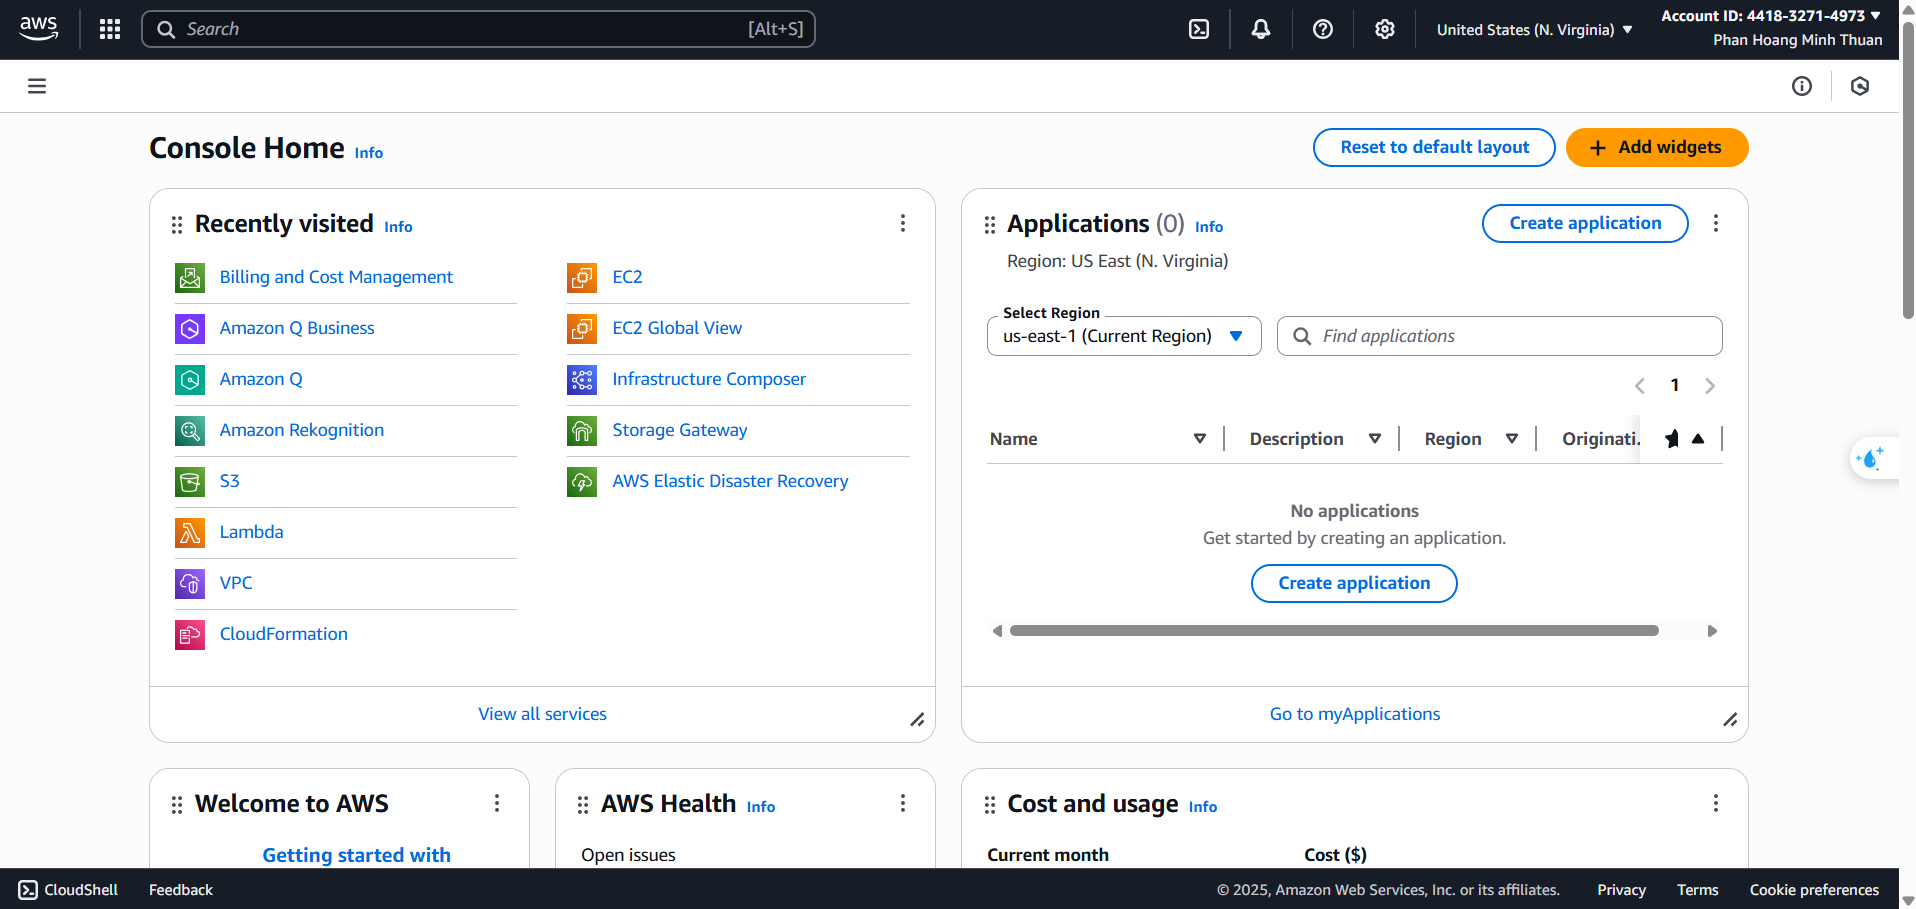 aws
Search
[Alt+S]
United States (N. Virginia)
Account ID: 4418-3271-4973
Phan Hoang Minh Thuan
Console Home Info
Reset to default layout
Add widgets
Recently visited Info
Billing and Cost Management
Amazon Q Business
Amazon Q
Amazon Rekognition
S3
Lambda
VPC
CloudFormation
EC2
EC2 Global View
Infrastructure Composer
Storage Gateway
AWS Elastic Disaster Recovery
View all services
Applications (0) Info
Create application
Region: US East (N. Virginia)
Select Region
us-east-1 (Current Region)
Find applications
1
Name
Description
Region
Originati.
No applications
Get started by creating an application.
Create application
Go to myApplications
Welcome to AWS
Getting started with
AWS Health Info
Open issues
Cost and usage Info
Current month
Cost ($)
CloudShell
Feedback
© 2025, Amazon Web Services, Inc. or its affiliates.
Privacy
Terms
Cookie preferences